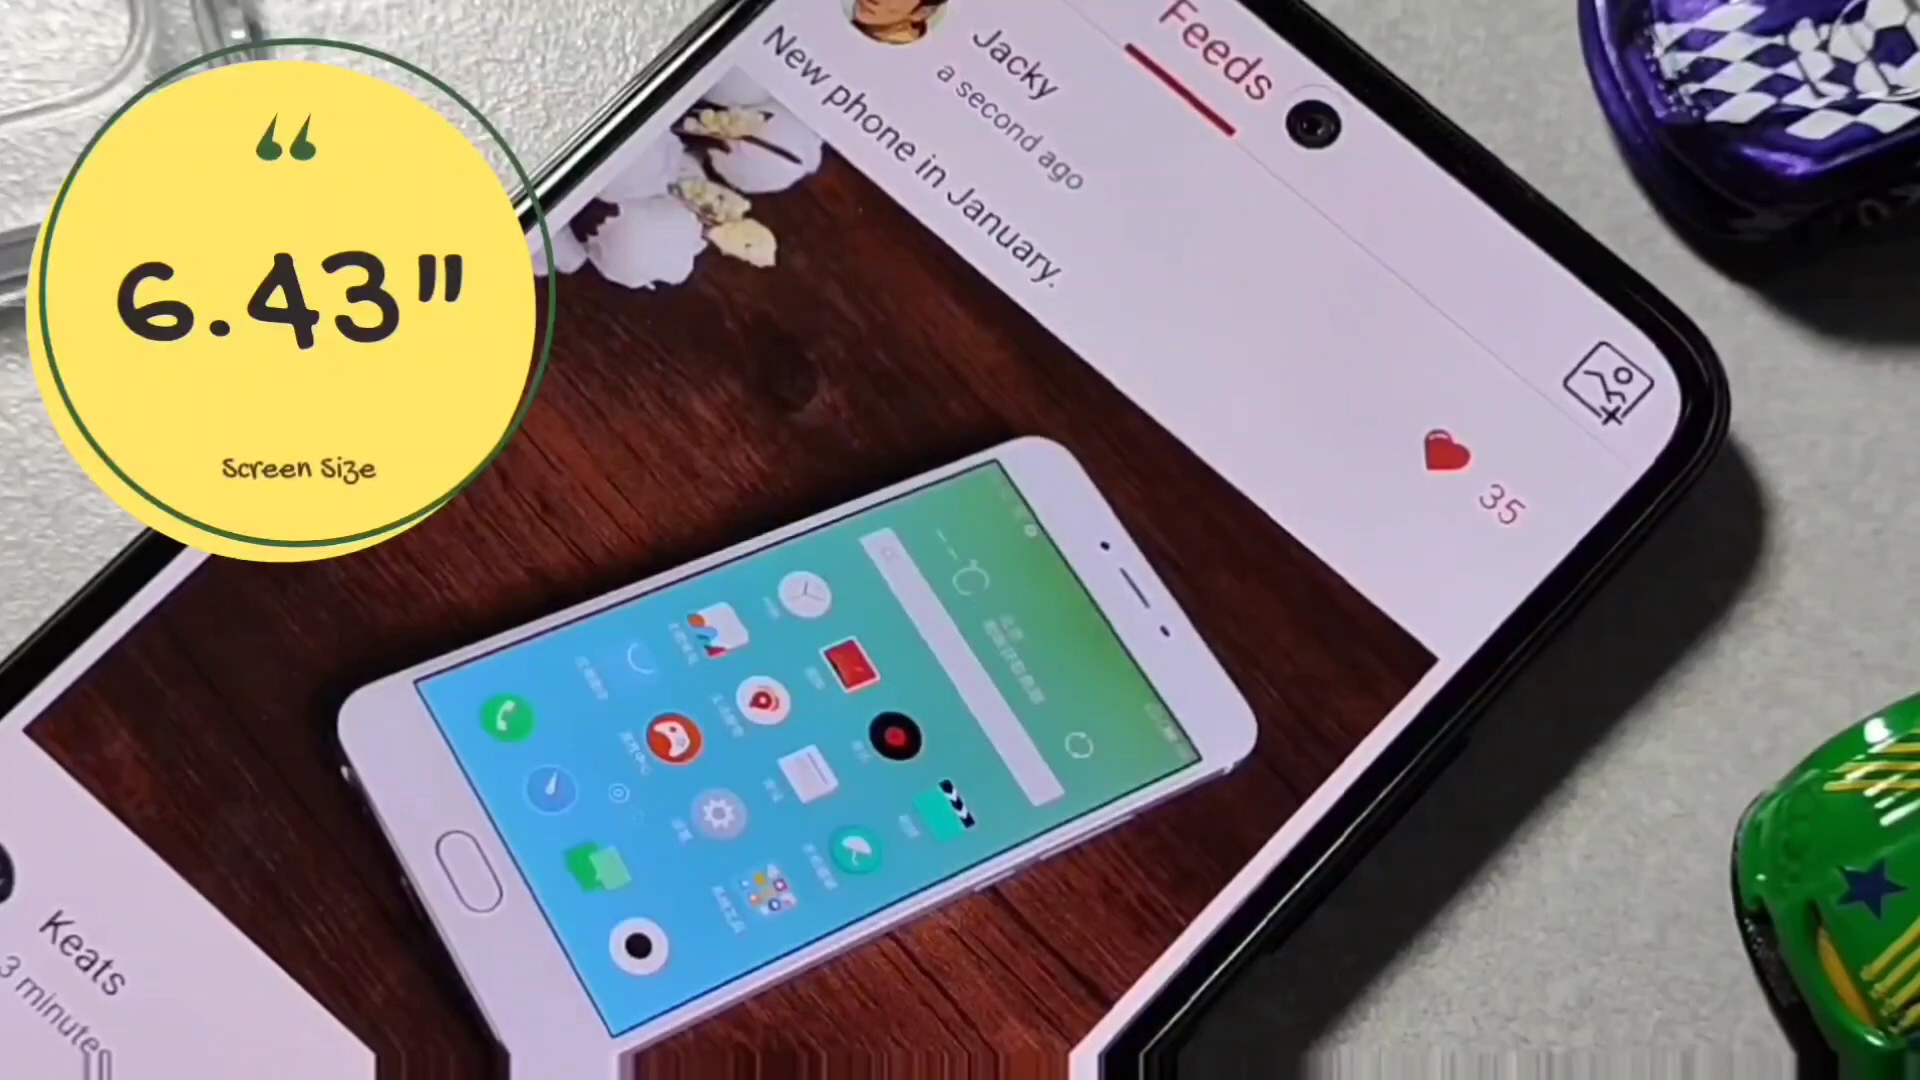 “
6.43"
Screen Size
Feeds
Jacky
a second ago
New phone in January.
35
Keats
3 minutes